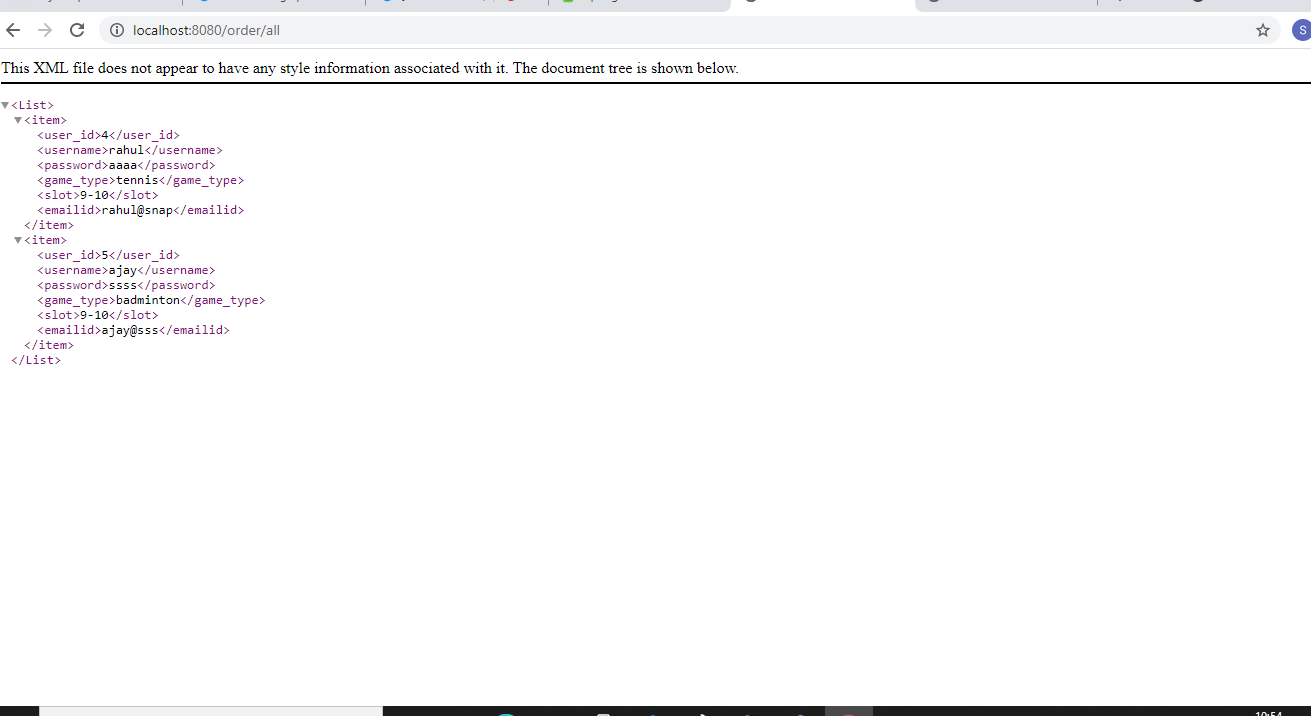 localhost:8080/order/all
S
This XML file does not appear to have any style information associated with it. The document tree is shown below.
<List>
<item>
<user_id>4</user_id>
<username>rahul</username>
<password>aaaa</password>
<game_type>tennis</game_type>
<slot>9-10</slot>
<emailid>rahul@snap</emailid>
</item>
<item>
<user_id>5</user_id>
<username>ajay</username>
<password>ssss</password>
<game_type>badminton</game_type>
<slot>9-10</slot>
<emailid>ajay@sss</emailid>
</item>
</List>